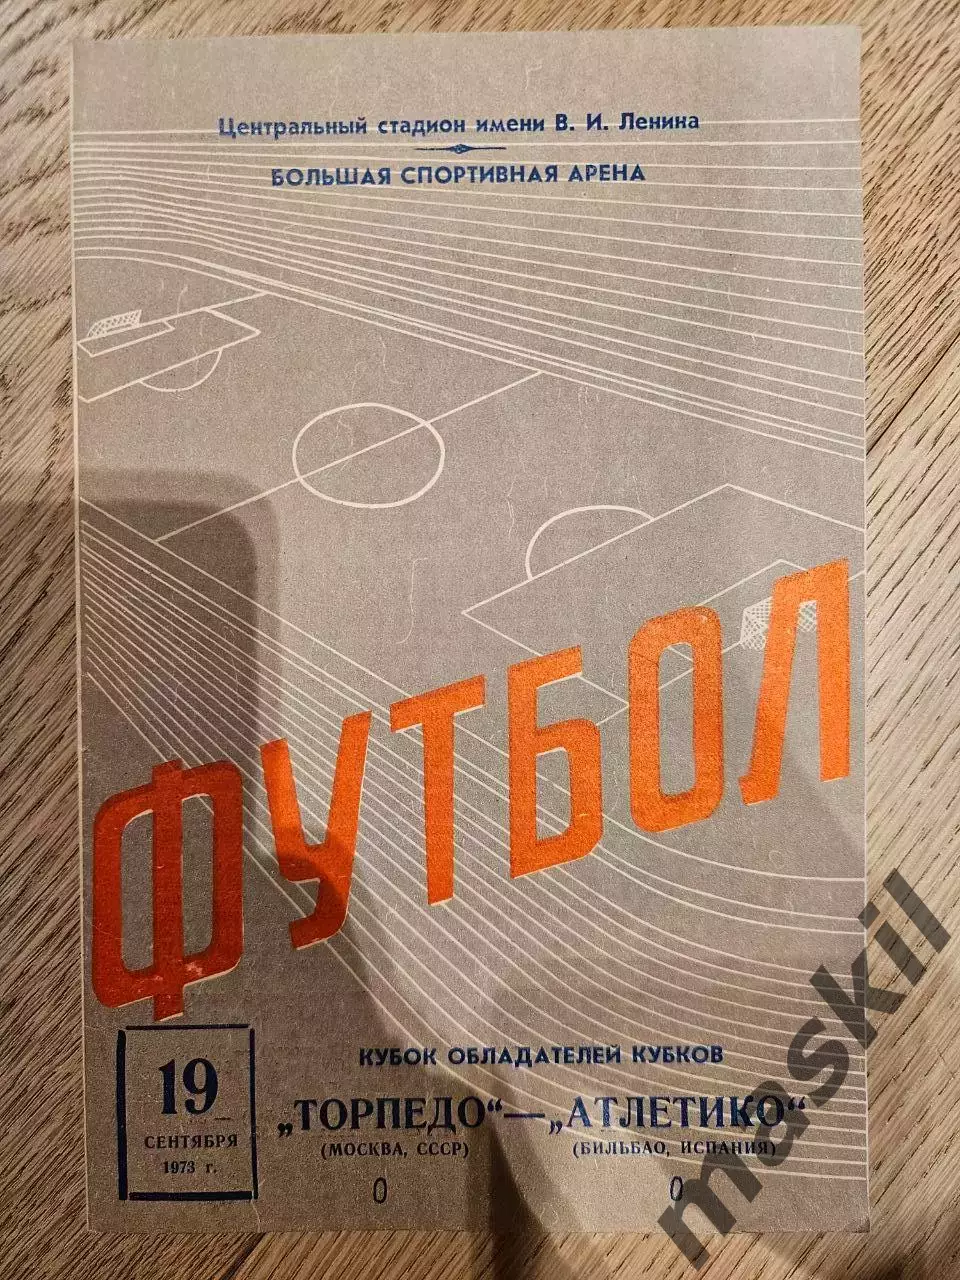 Центральный стадион имени В. И. Ленина
БОЛЬШАЯ СПОРТИВНАЯ АРЕНА
ФУТБОЛ
19
СЕНТЯБРЯ
1973 г.
КУБОК ОБЛАДАТЕЛЕЙ КУБКОВ
„ТОРПЕДО“—„АТЛЕТИКО“
(МОСКВА, СССР) (БИЛЬБАО, ИСПАНИЯ)
0 0
maskil